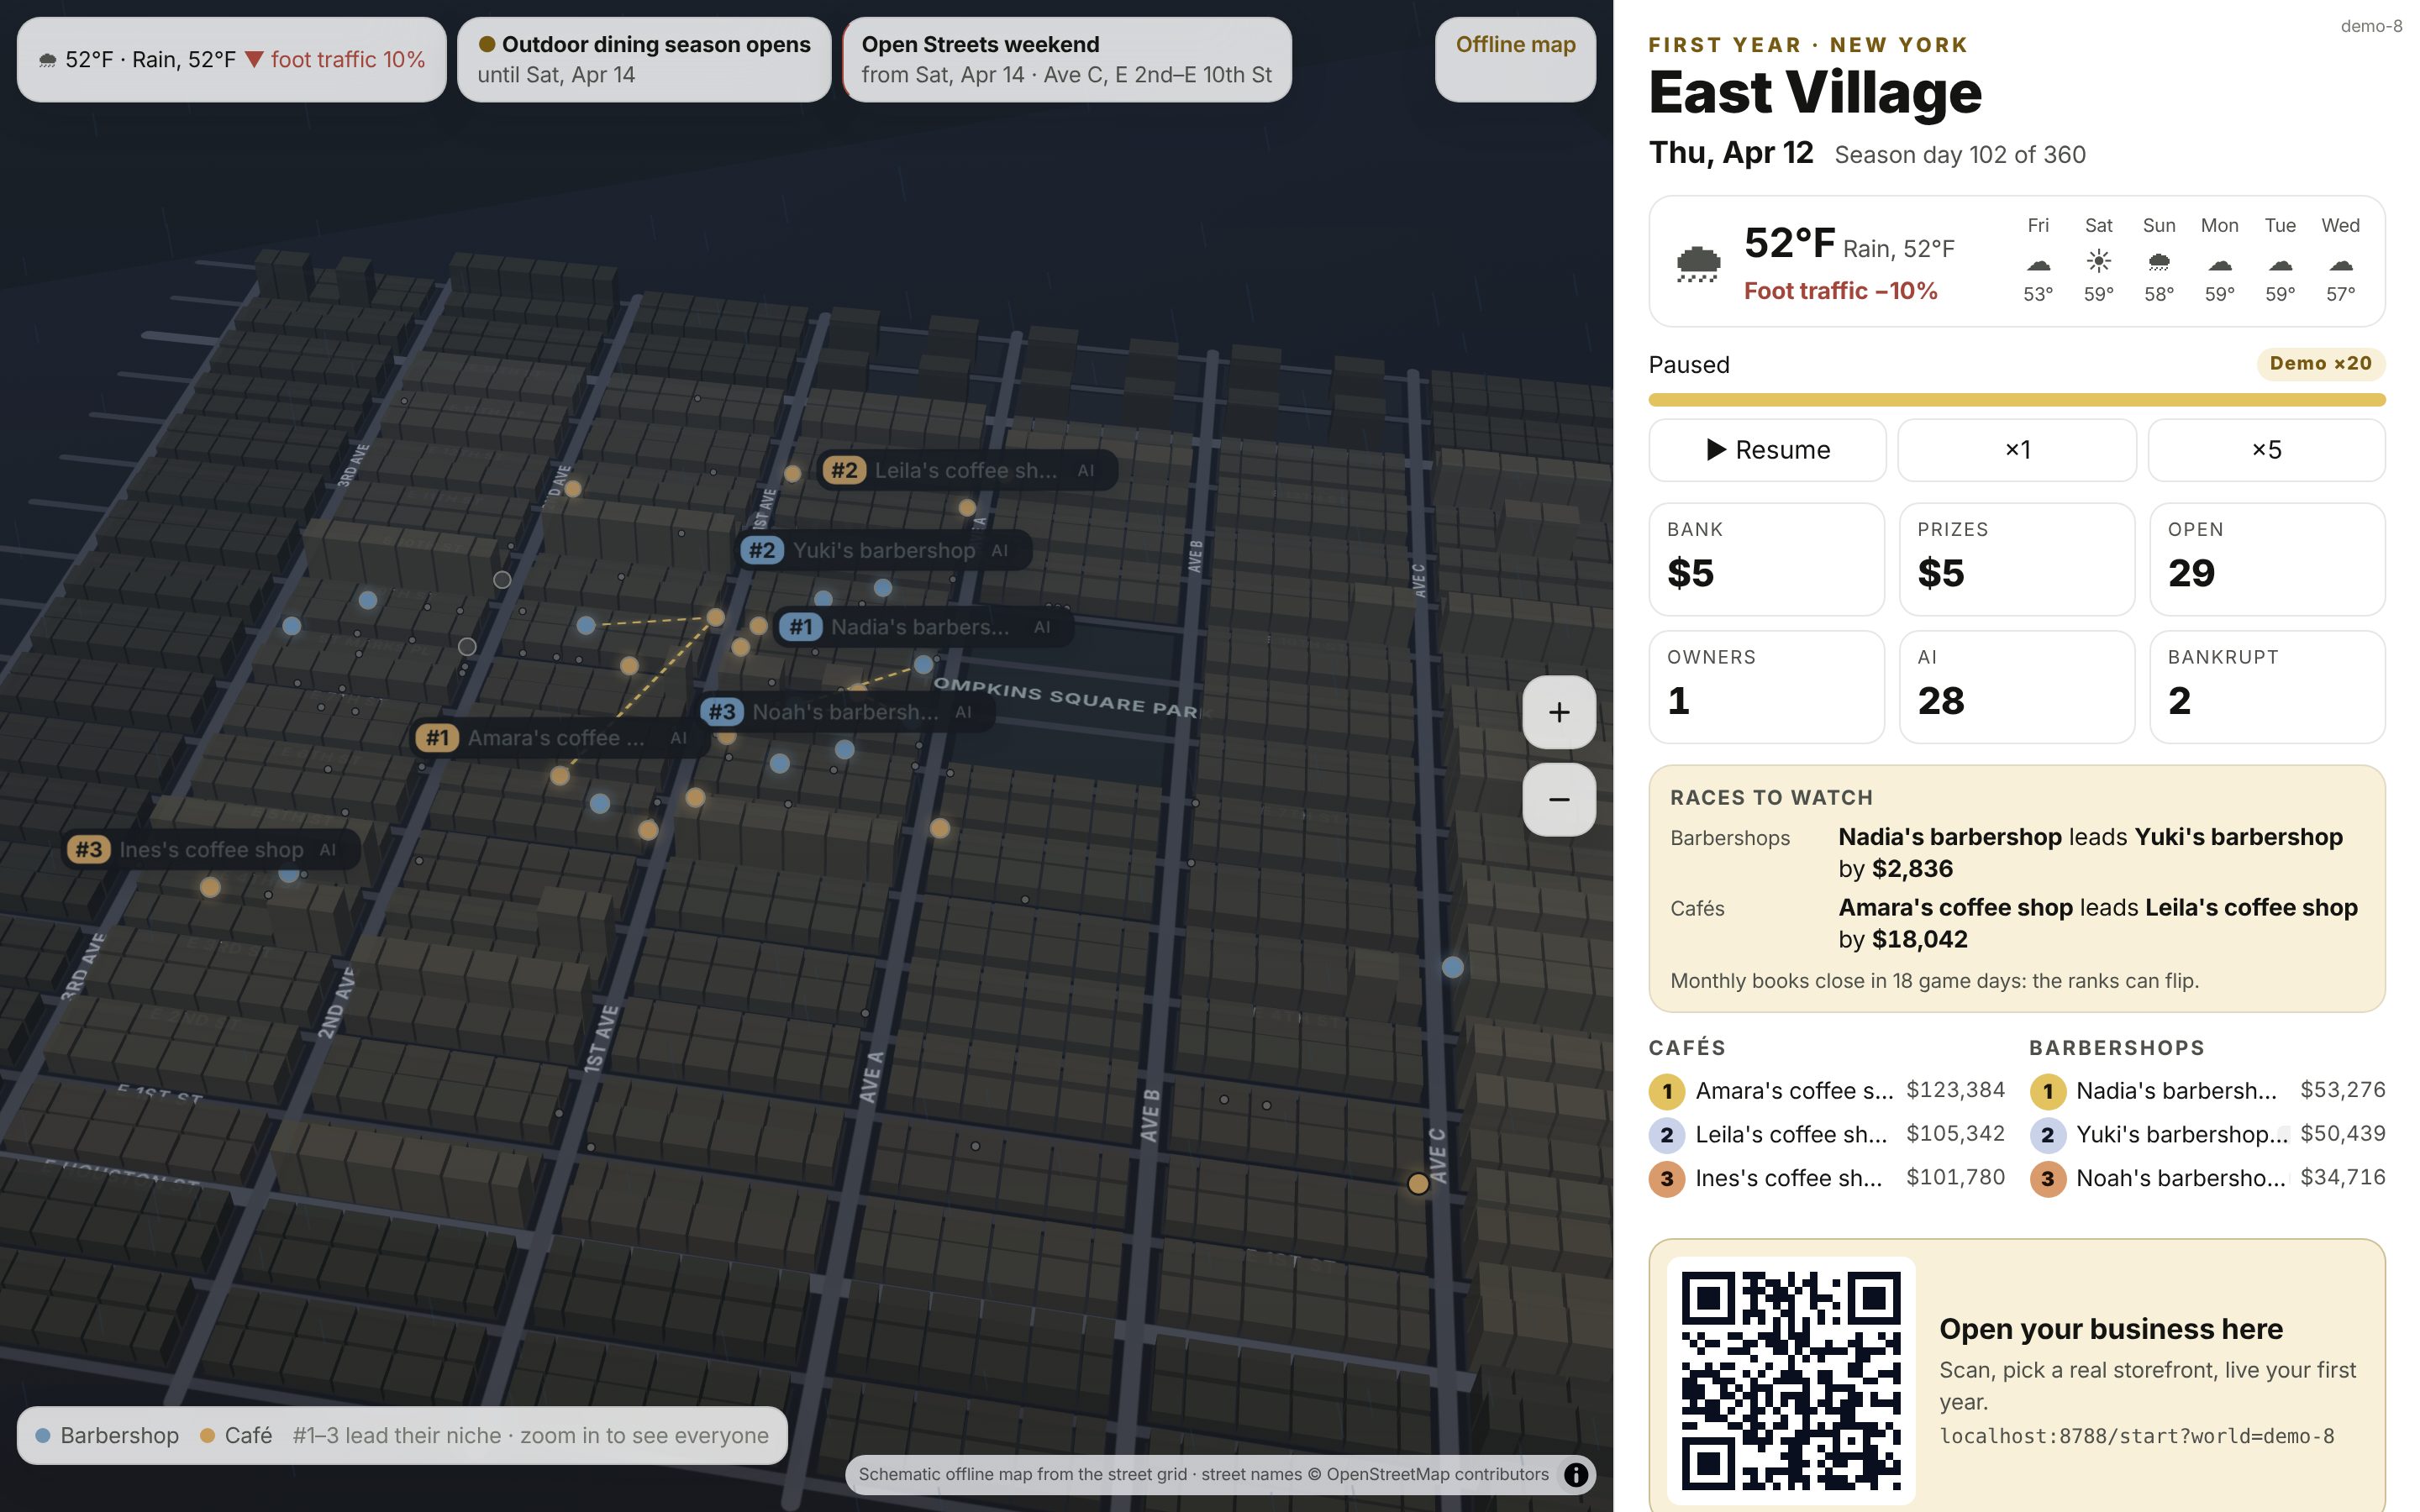 52°F · Rain, 52°F ▼ foot traffic 10%
Outdoor dining season opens
until Sat, Apr 14
Open Streets weekend
from Sat, Apr 14 · Ave C, E 2nd–E 10th St
Offline map
3RD AVE
1ST AVE
AVE B
AVE C
#2 Leila's coffee sh... AI
#2 Yuki's barbershop AI
#1 Nadia's barbers... AI
OMPKINS SQUARE PARK
#3 Noah's barbersh... AI
#1 Amara's coffee ... AI
#3 Ines's coffee shop AI
3RD AVE
2ND AVE
1ST AVE
AVE A
AVE B
AVE C
E 1ST ST
+
−
Barbershop Café #1–3 lead their niche · zoom in to see everyone
Schematic offline map from the street grid · street names © OpenStreetMap contributors
demo-8
FIRST YEAR · NEW YORK
East Village
Thu, Apr 12 Season day 102 of 360
52°F Rain, 52°F
Foot traffic −10%
Fri Sat Sun Mon Tue Wed
53° 59° 58° 59° 59° 57°
Paused Demo ×20
▶ Resume ×1 ×5
BANK PRIZES OPEN
$5 $5 29
OWNERS AI BANKRUPT
1 28 2
RACES TO WATCH
Barbershops Nadia's barbershop leads Yuki's barbershop
by $2,836
Cafés Amara's coffee shop leads Leila's coffee shop
by $18,042
Monthly books close in 18 game days: the ranks can flip.
CAFÉS
1 Amara's coffee s... $123,384
2 Leila's coffee sh... $105,342
3 Ines's coffee sh... $101,780
BARBERSHOPS
1 Nadia's barbersh... $53,276
2 Yuki's barbershop... $50,439
3 Noah's barbersho... $34,716
Open your business here
Scan, pick a real storefront, live your first
year.
localhost:8788/start?world=demo-8